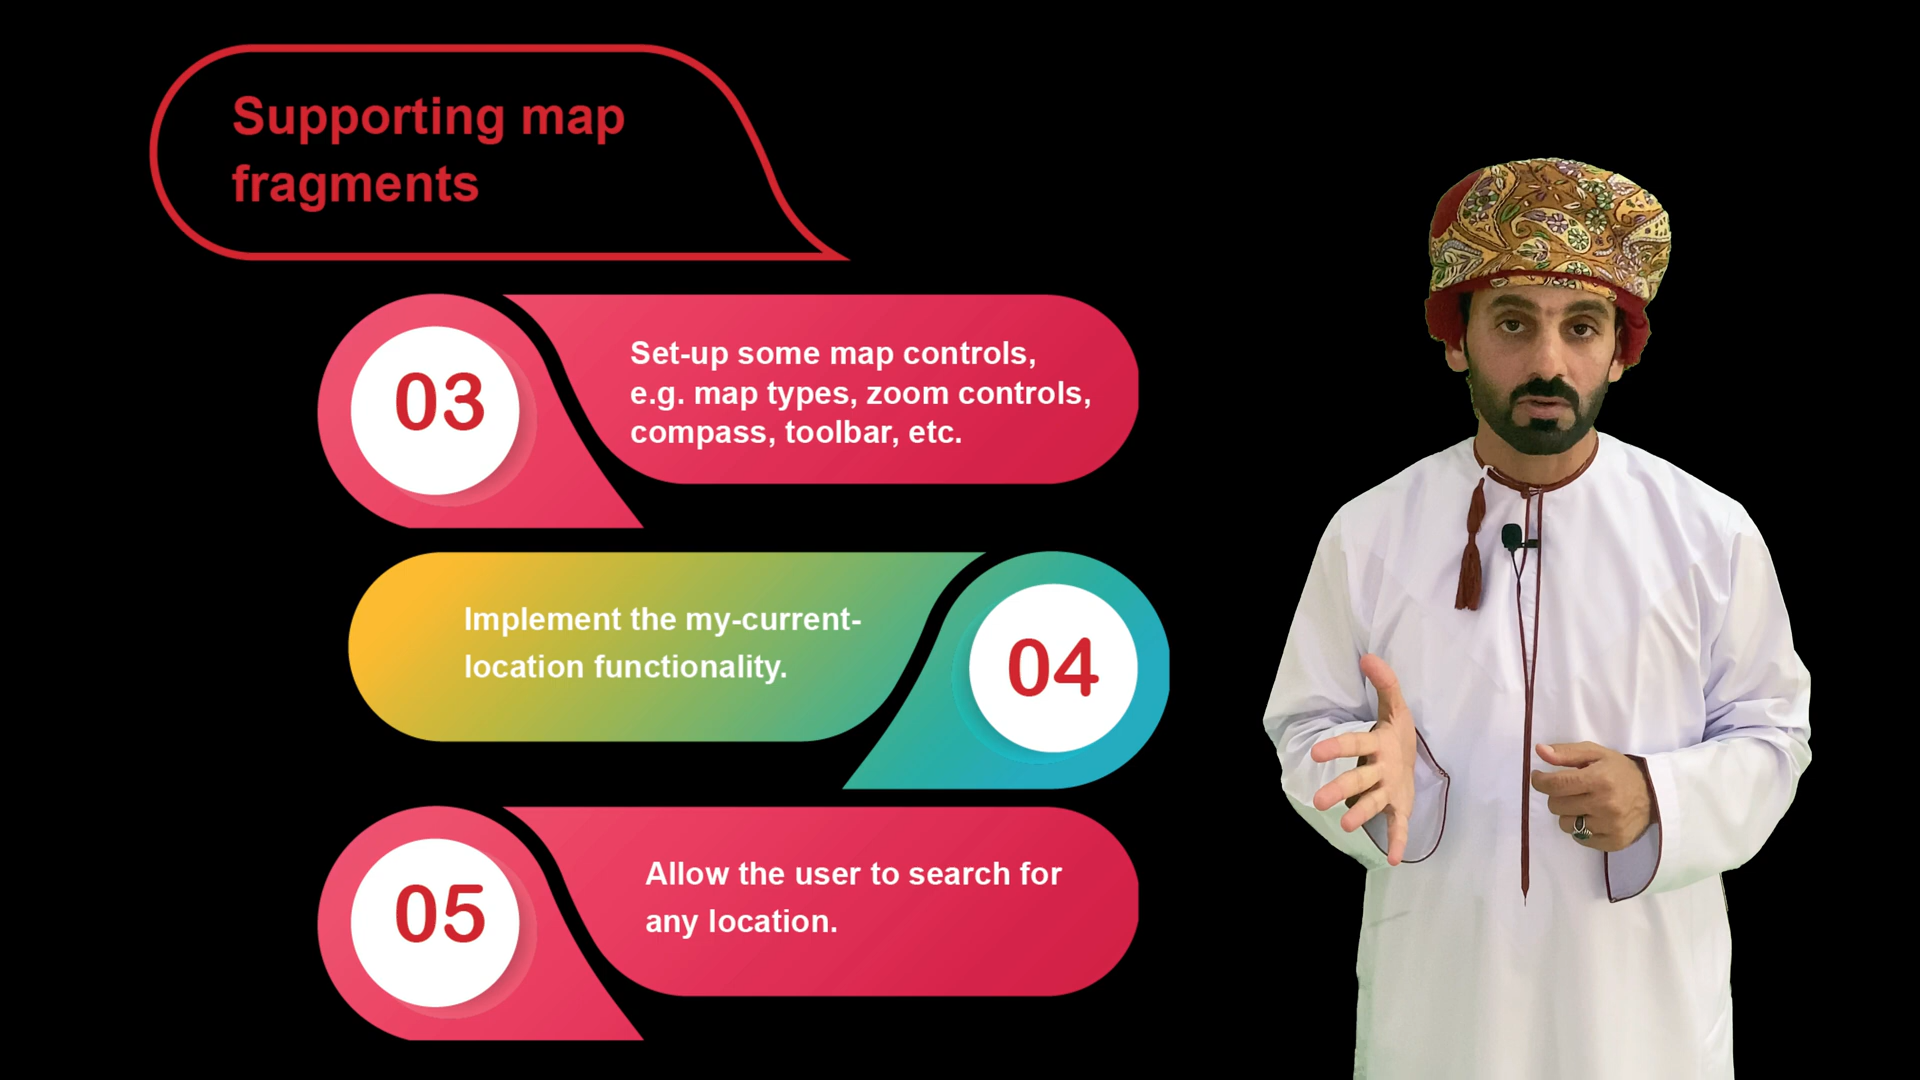 Supporting map
fragments
03
Set-up some map controls,
e.g. map types, zoom controls,
compass, toolbar, etc.
Implement the my-current-
location functionality.
04
05
Allow the user to search for
any location.